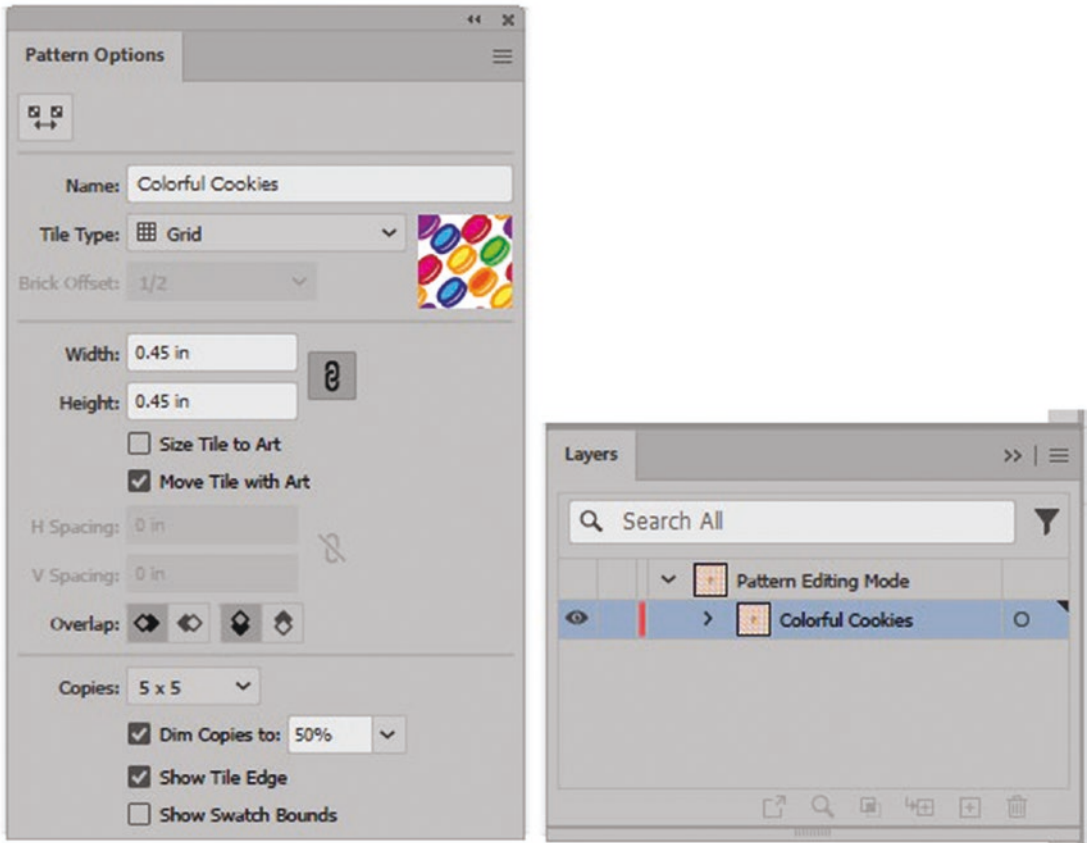 Pattern Options
Name: Colorful Cookies
Tile Type: Grid
Brick Offset: 1/2
Width: 0.45 in
Height: 0.45 in
Size Tile to Art
Move Tile with Art
H Spacing: 0 in
V Spacing: 0 in
Overlap:
Copies: 5 x 5
Dim Copies to: 50%
Show Tile Edge
Show Swatch Bounds
Layers
Search All
Pattern Editing Mode
Colorful Cookies